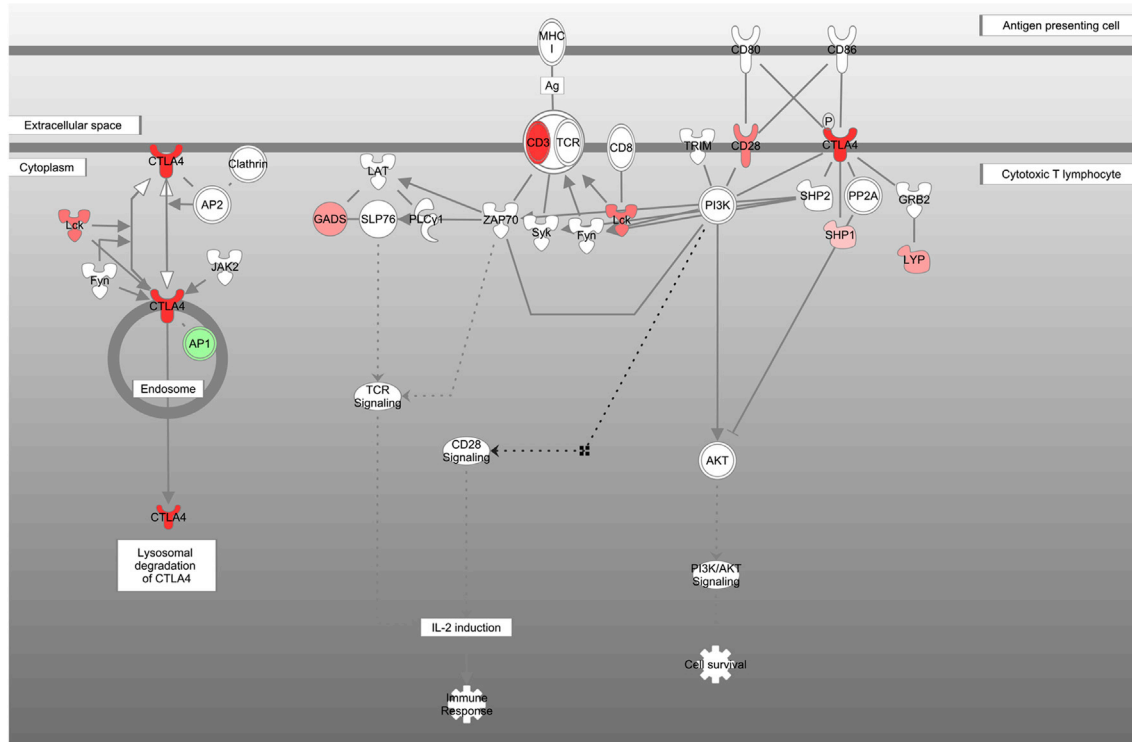 Antigen presenting cell
MHC
I
CD80
CD86
Ag
Extracellular space
P
CTLA4
Clathrin
CD3
TCR
CD8
TRIM
CD28
CTLA4
Cytoplasm
Cytotoxic T lymphocyte
LAT
AP2
PI3K
SHP2
PP2A
GRB2
Lck
GADS
SLP76
PLCγ1
ZAP70
Syk
Fyn
Lck
SHP1
LYP
Fyn
JAK2
CTLA4
AP1
Endosome
TCR
Signaling
CD28
Signaling
AKT
CTLA4
Lysosomal
degradation
of CTLA4
PI3K/AKT
Signaling
IL-2 induction
Cell survival
Immune
Response